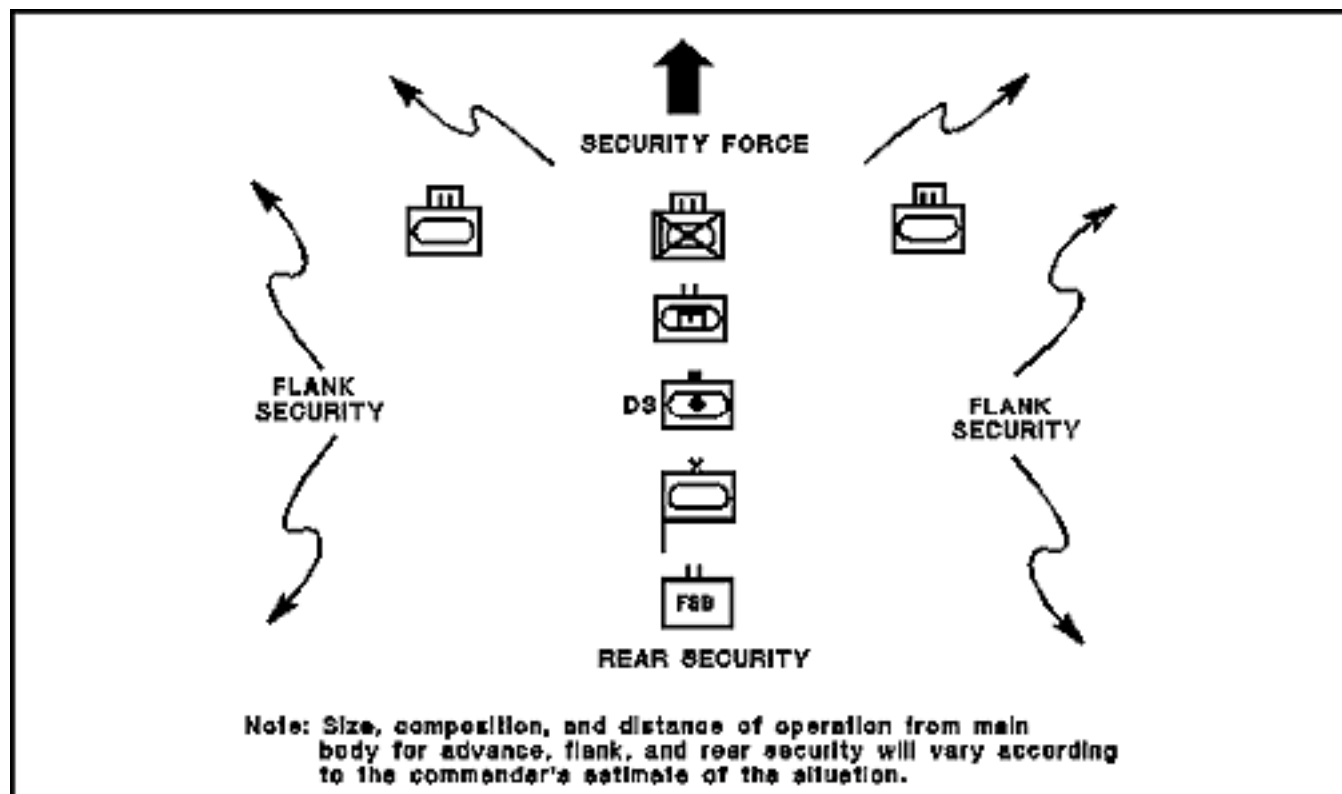 SECURITY FORCE
FLANK
SECURITY
DS
FLANK
SECURITY
FSB
REAR SECURITY
Note: Size, composition, and distance of operation from main
body for advance, flank, and rear security will vary according
to the commander's estimate of the situation.